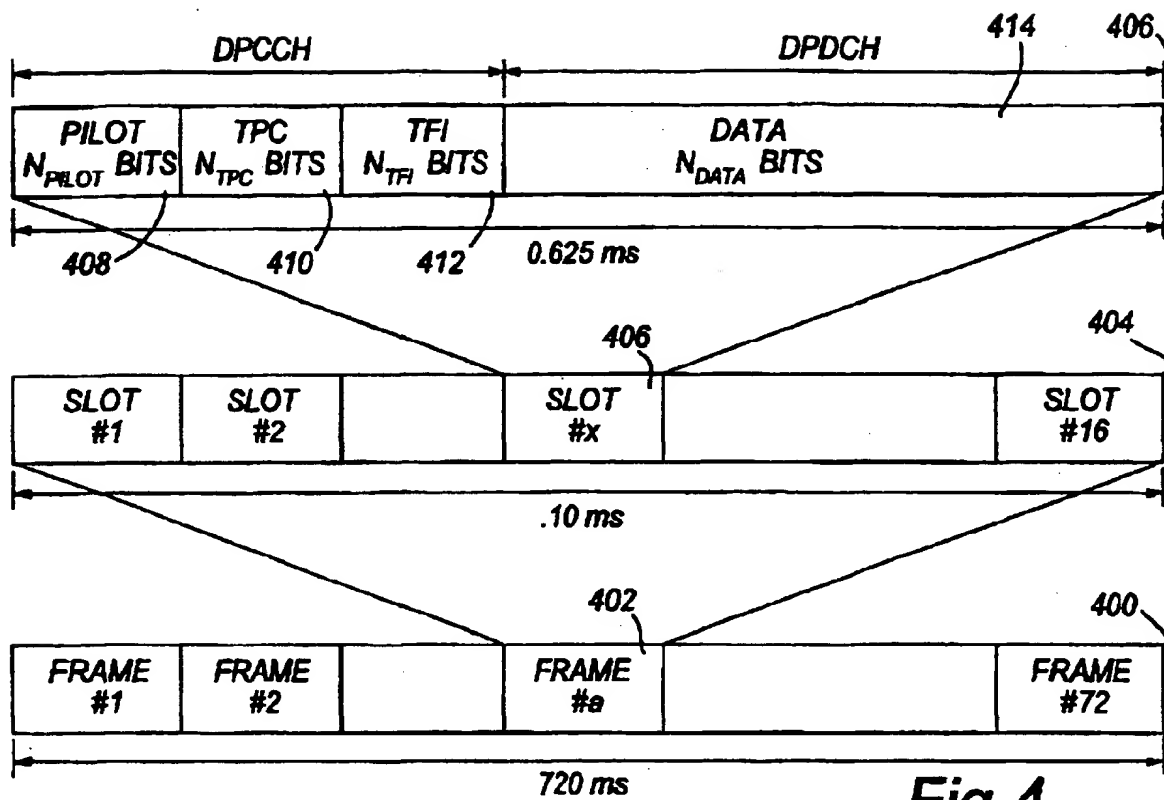 DPCCH DPDCH 414 406
PILOT TPC TFI DATA
N_PILOT BITS N_TPC BITS N_TFI BITS N_DATA BITS
408 410 412 0.625 ms
406 404
SLOT #1 SLOT #2 SLOT #x SLOT #16
.10 ms
402 400
FRAME #1 FRAME #2 FRAME #a FRAME #72
720 ms
Fig 4